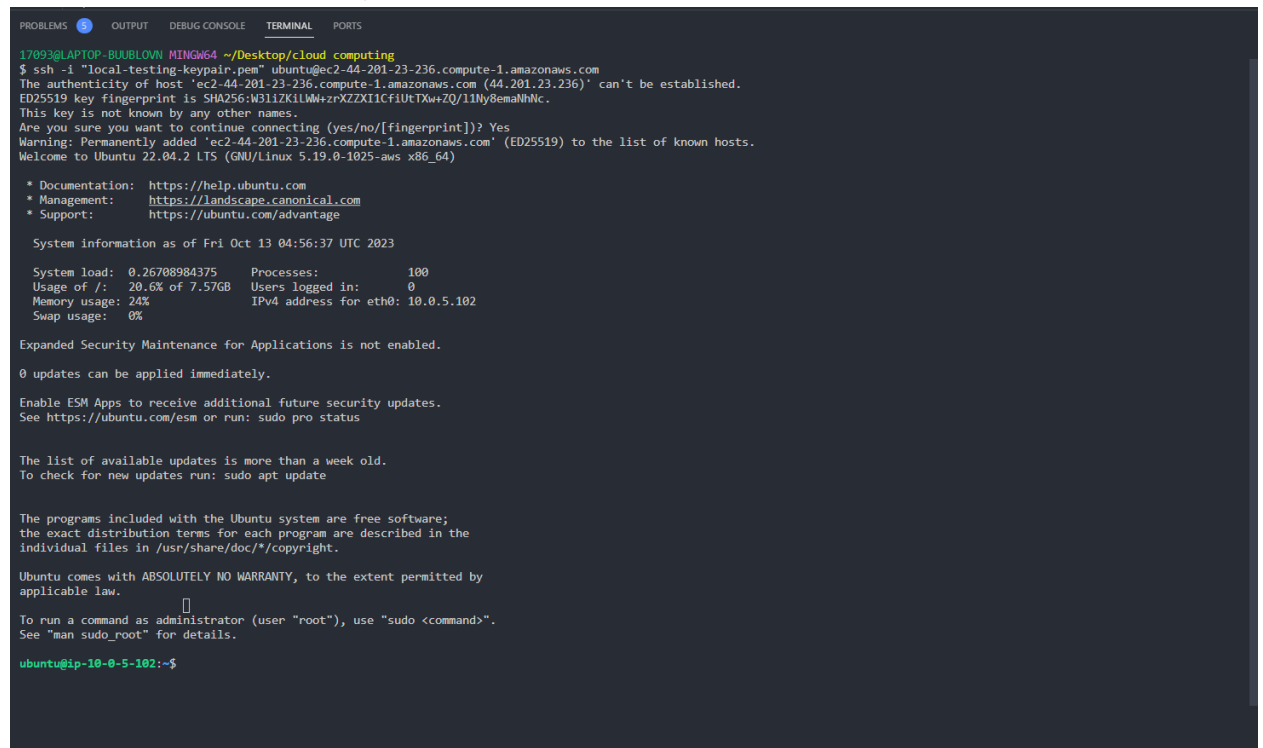 PROBLEMS 5 OUTPUT DEBUG CONSOLE TERMINAL PORTS
17093@LAPTOP-BUUBLOVN MINGW64 ~/Desktop/cloud computing
$ ssh -i "local-testing-keypair.pem" ubuntu@ec2-44-201-23-236.compute-1.amazonaws.com
The authenticity of host 'ec2-44-201-23-236.compute-1.amazonaws.com (44.201.23.236)' can't be established.
ED25519 key fingerprint is SHA256:W3liZKiLWW+zrXZZXI1CfiUtTXw+ZQ/l1Ny8emaNhNc.
This key is not known by any other names.
Are you sure you want to continue connecting (yes/no/[fingerprint])? Yes
Warning: Permanently added 'ec2-44-201-23-236.compute-1.amazonaws.com' (ED25519) to the list of known hosts.
Welcome to Ubuntu 22.04.2 LTS (GNU/Linux 5.19.0-1025-aws x86_64)
* Documentation: https://help.ubuntu.com
* Management: https://landscape.canonical.com
* Support: https://ubuntu.com/advantage
System information as of Fri Oct 13 04:56:37 UTC 2023
System load: 0.26708984375 Processes: 100
Usage of /: 20.6% of 7.57GB Users logged in: 0
Memory usage: 24% IPv4 address for eth0: 10.0.5.102
Swap usage: 0%
Expanded Security Maintenance for Applications is not enabled.
0 updates can be applied immediately.
Enable ESM Apps to receive additional future security updates.
See https://ubuntu.com/esm or run: sudo pro status
The list of available updates is more than a week old.
To check for new updates run: sudo apt update
The programs included with the Ubuntu system are free software;
the exact distribution terms for each program are described in the
individual files in /usr/share/doc/*/copyright.
Ubuntu comes with ABSOLUTELY NO WARRANTY, to the extent permitted by
applicable law.
To run a command as administrator (user "root"), use "sudo <command>".
See "man sudo_root" for details.
ubuntu@ip-10-0-5-102:~$